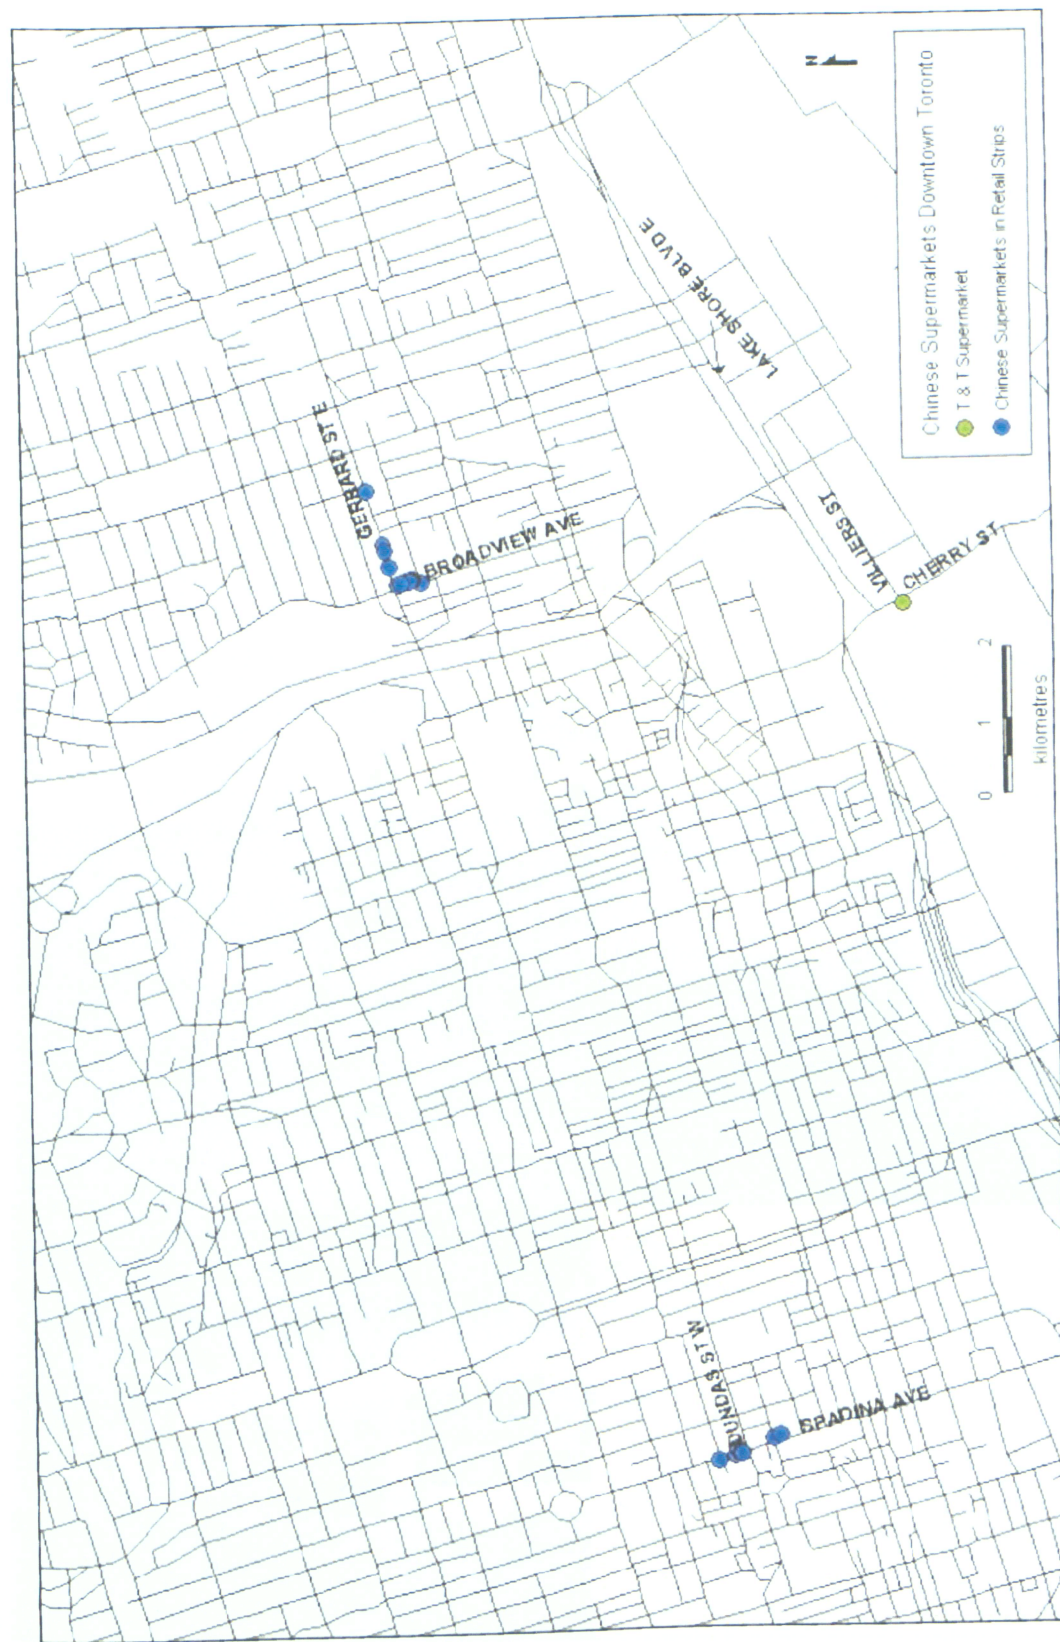 GERRARD ST E
BROADVIEW AVE
LAKE SHORE BLVD E
VILLIERS ST
CHERRY ST
DUNDAS ST W
SPADINA AVE
N
0 1 2
kilometres
Chinese Supermarkets Downtown Toronto
T & T Supermarket
Chinese Supermarkets in Retail Strips